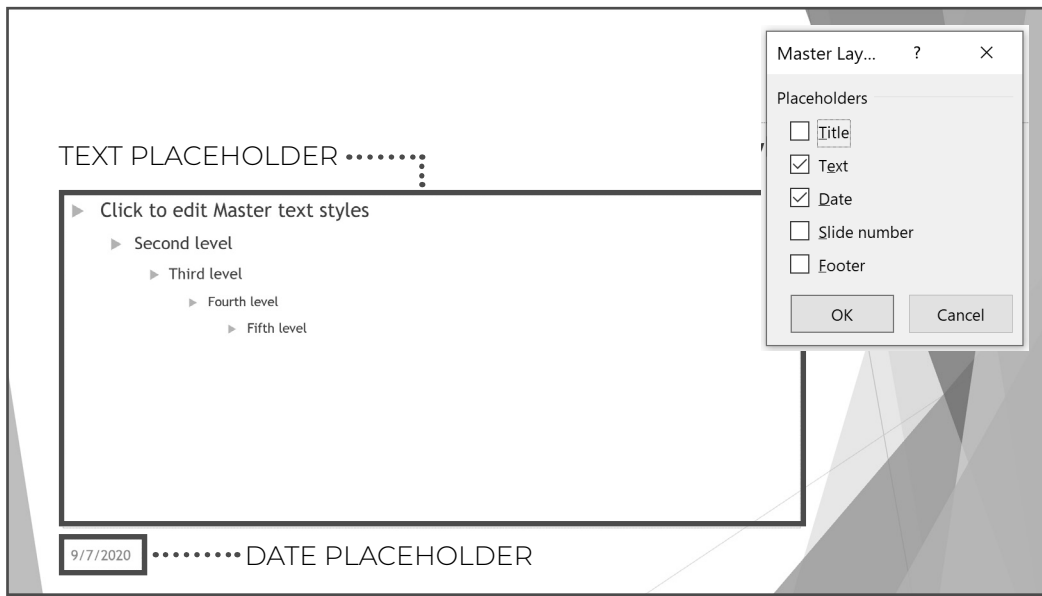 Master Lay... ?
Placeholders
Title
Text
Date
Slide number
Footer
OK Cancel
TEXT PLACEHOLDER
Click to edit Master text styles
Second level
Third level
Fourth level
Fifth level
9/7/2020
DATE PLACEHOLDER